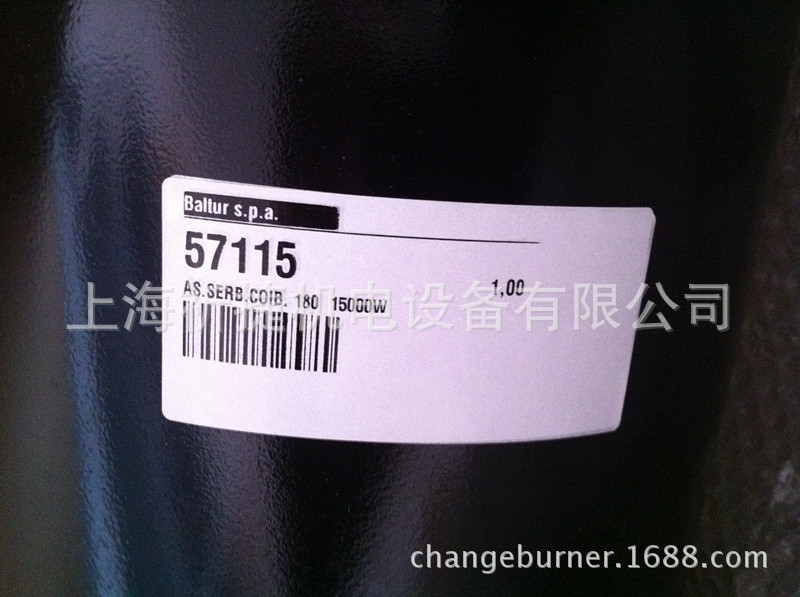 Baltur s.p.a.
57115
AS.SERB.COIB. 180 15000W
1,00
上海 捷机电设备有限公司
changeburner.1688.com